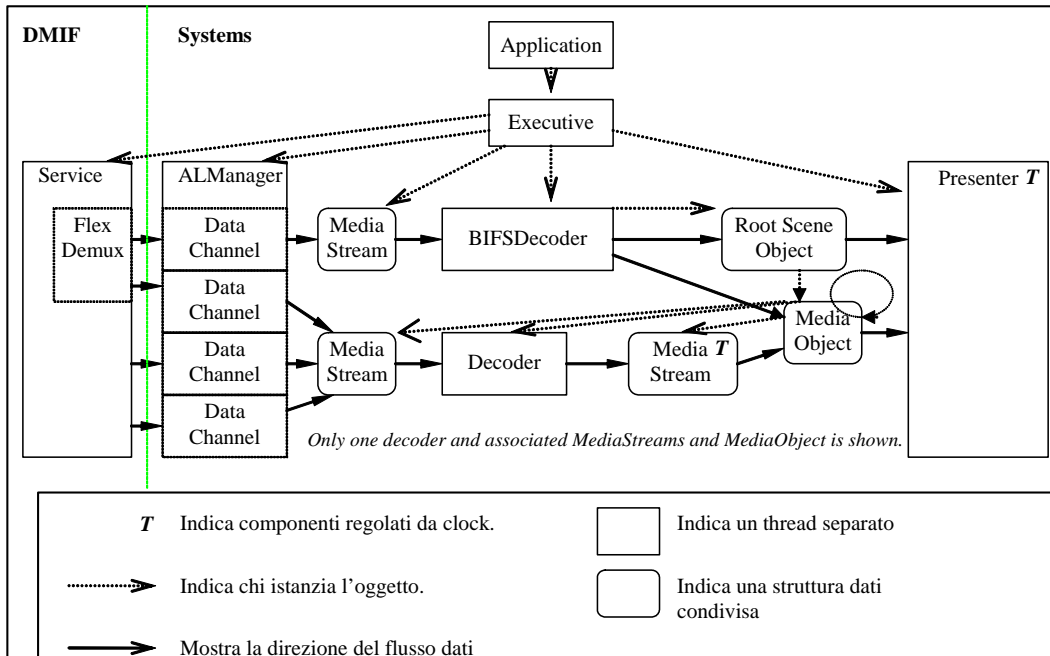 DMIF
Systems
Application
Executive
Service
ALManager
Presenter T
Flex
Demux
Data
Channel
Media
Stream
BIFSDecoder
Root Scene
Object
Data
Channel
Data
Channel
Media
Stream
Decoder
Media T
Stream
Media
Object
Data
Channel
Only one decoder and associated MediaStreams and MediaObject is shown.
T Indica componenti regolati da clock.
Indica un thread separato
Indica chi istanzia l’oggetto.
Indica una struttura dati
condivisa
Mostra la direzione del flusso dati